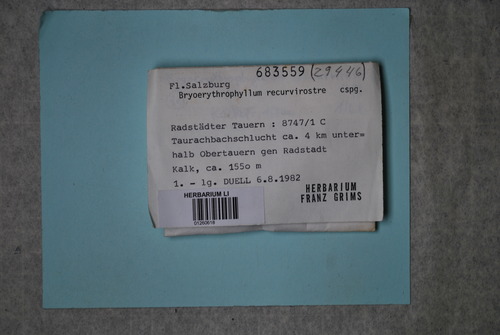 683559 (29446)
Fl.Salzburg
Bryoerythrophyllum recurvirostre cspg.
Radstädter Tauern : 8747/1 C
Taurachbachschlucht ca. 4 km unter=
halb Obertauern gen Radstadt
Kalk, ca. 155o m
1. - lg. DUELL 6.8.1982
HERBARIUM
FRANZ GRIMS
HERBARIUM LI
01260618